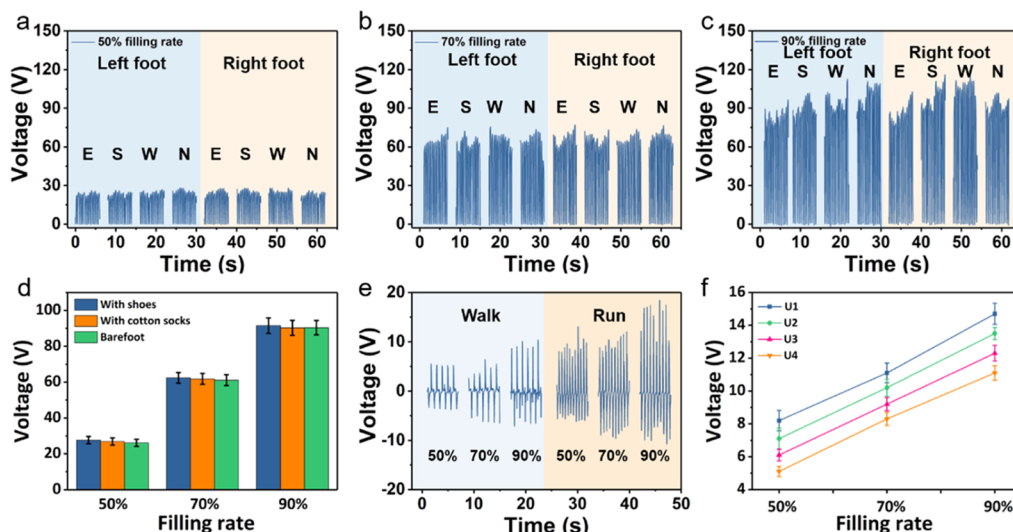 a
150
120
90
60
30
0
Voltage (V)
50% filling rate
Left foot
Right foot
E S W N E S W N
0 10 20 30 40 50 60
Time (s)
b
150
120
90
60
30
0
Voltage (V)
70% filling rate
Left foot
Right foot
E S W N E S W N
0 10 20 30 40 50 60
Time (s)
c
150
120
90
60
30
0
Voltage (V)
90% filling rate
Left foot
Right foot
E S W N E S W N
0 10 20 30 40 50 60
Time (s)
d
100
80
60
40
20
0
Voltage (V)
With shoes
With cotton socks
Barefoot
50% 70% 90%
Filling rate
e
20
10
0
-10
-20
Voltage (V)
Walk
Run
50% 70% 90% 50% 70% 90%
0 10 20 30 40 50
Time (s)
f
16
14
12
10
8
6
4
Voltage (V)
U1
U2
U3
U4
50% 70% 90%
Filling rate